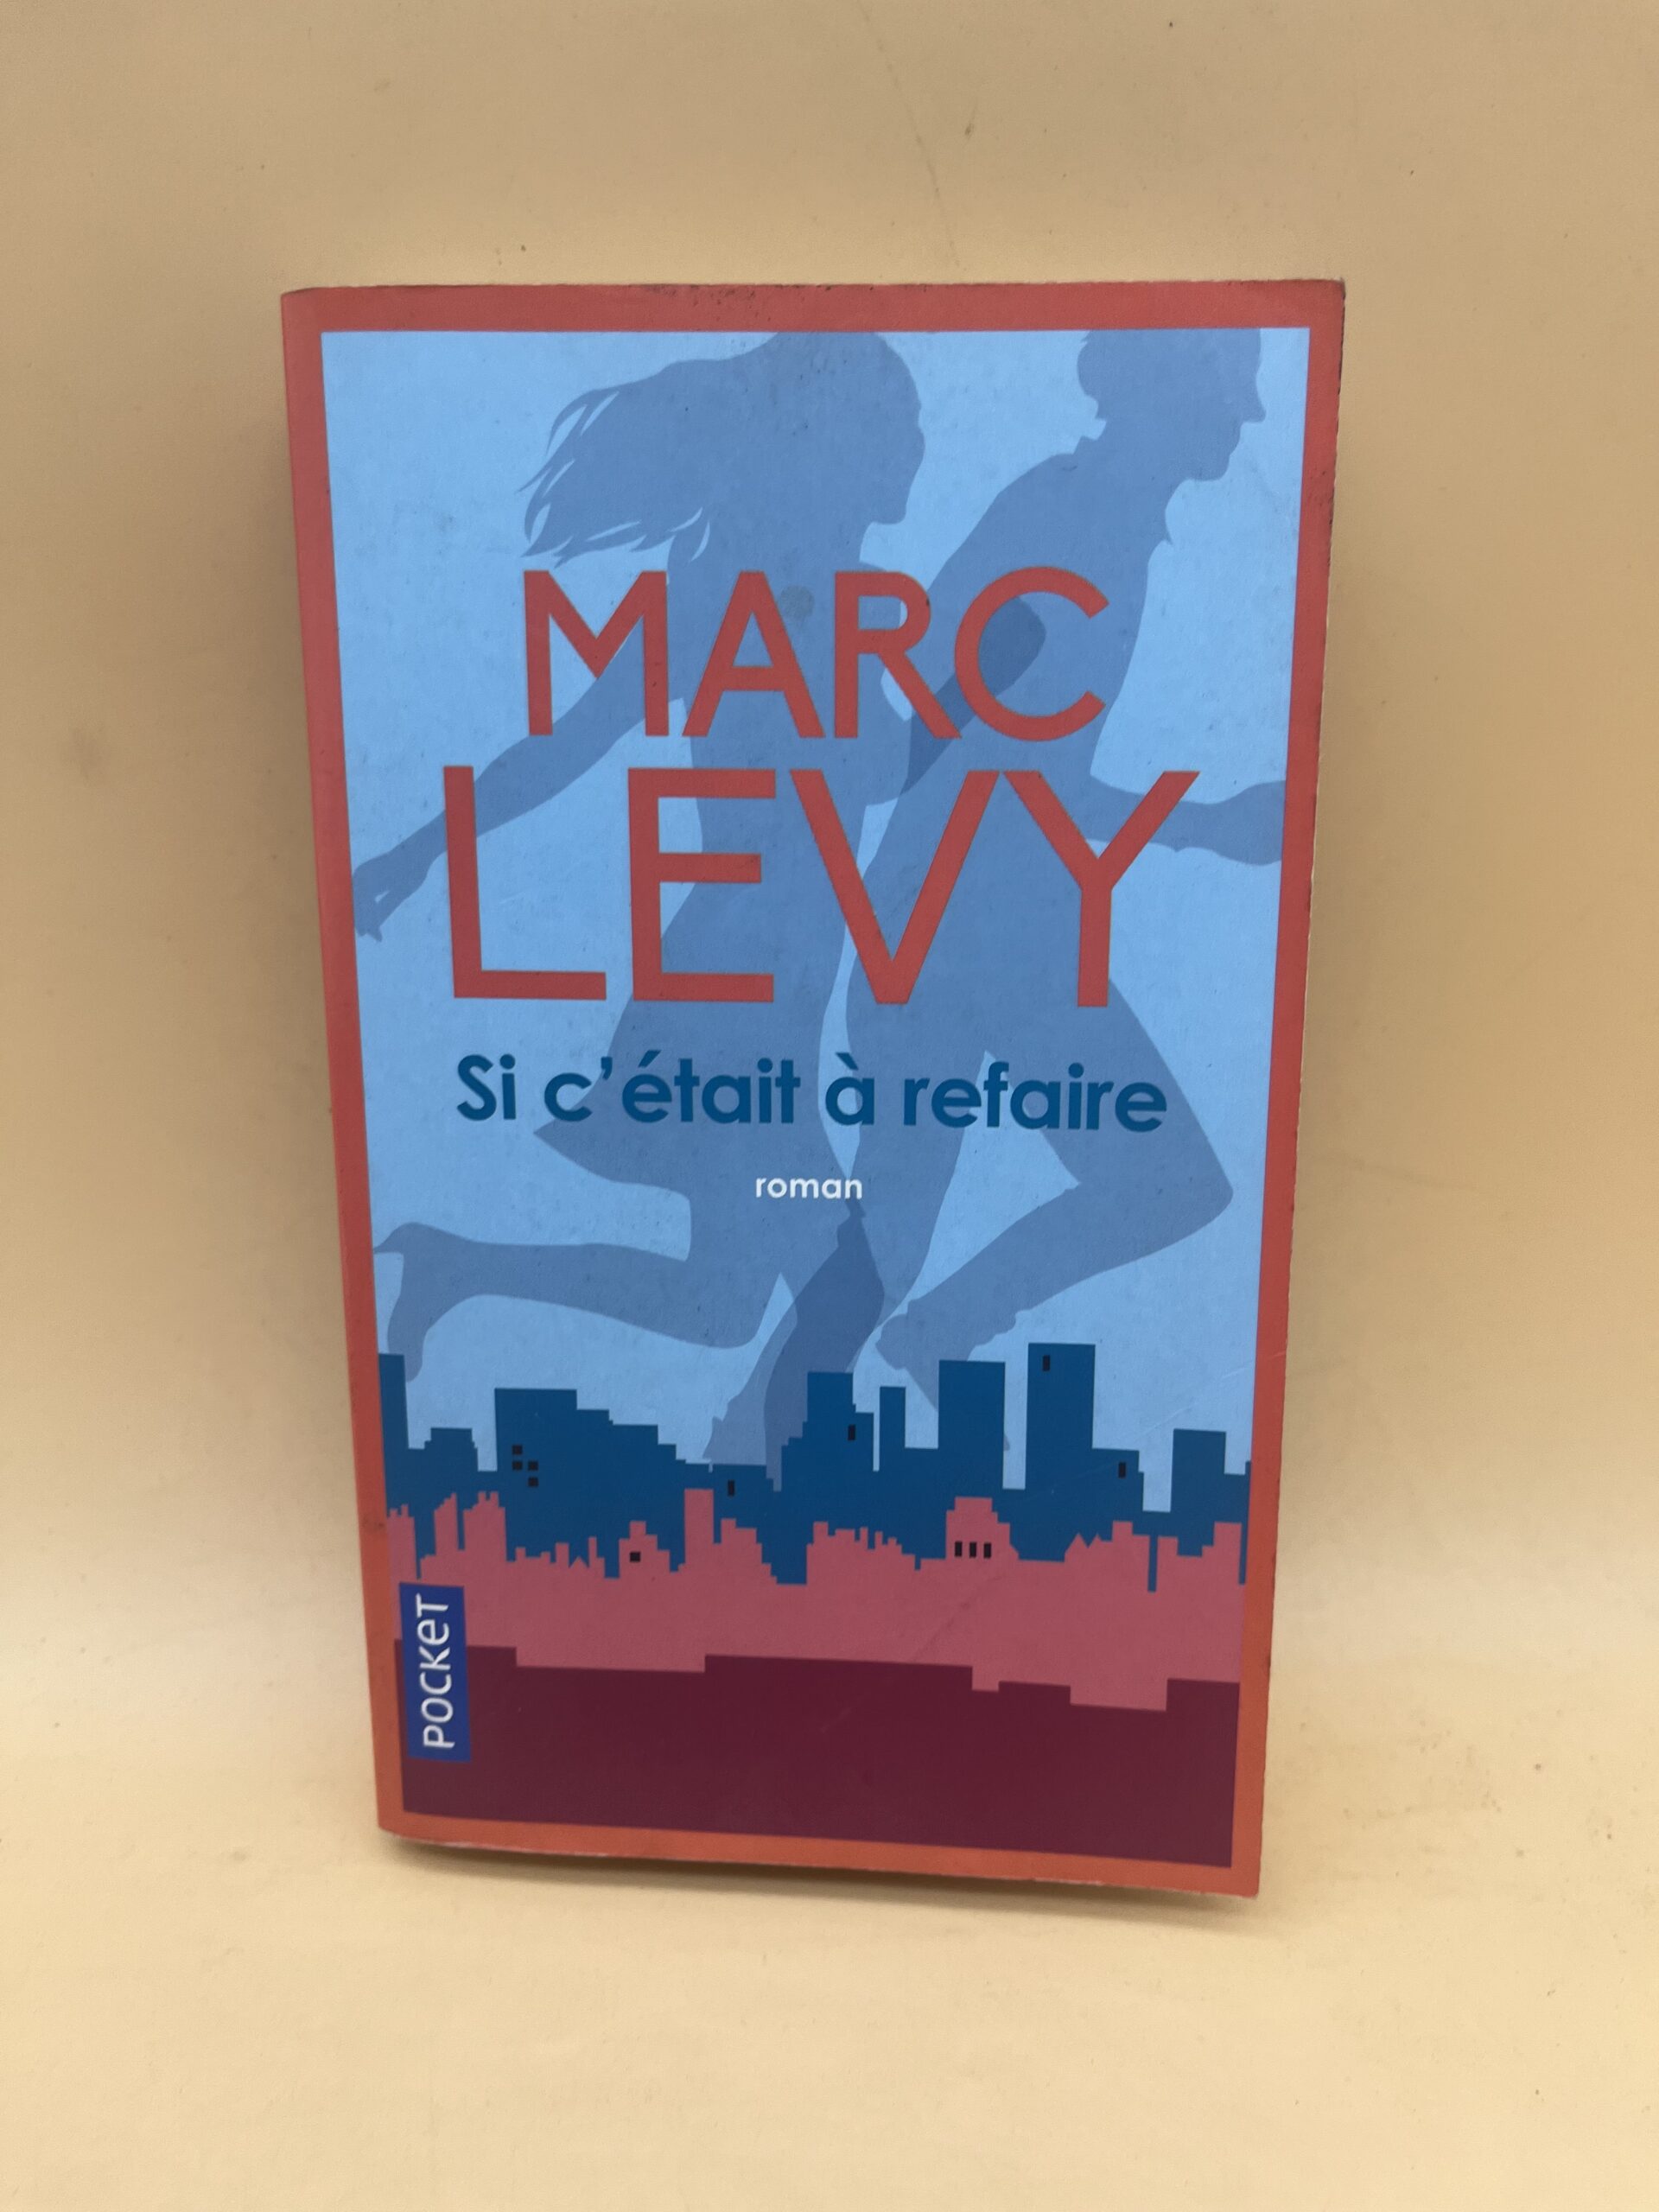 MARC
LEVY
Si c'était à refaire
roman
POCKET